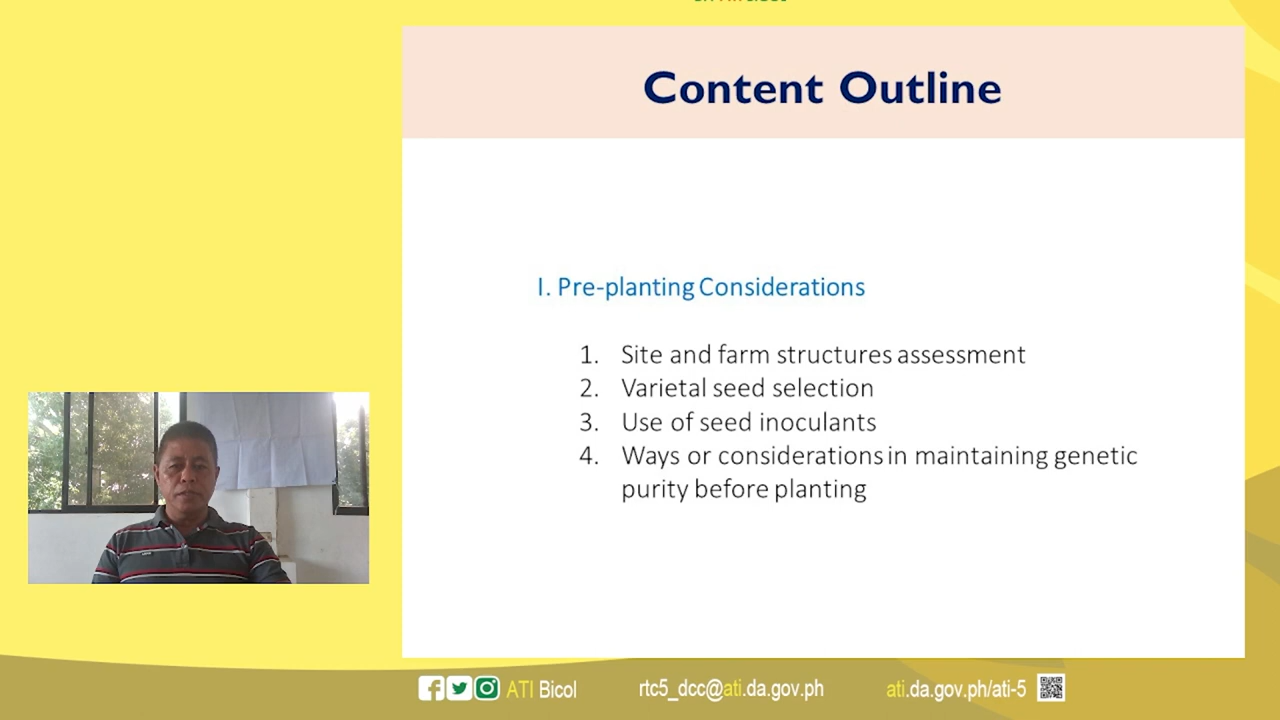 Content Outline
I. Pre-planting Considerations
1. Site and farm structures assessment
2. Varietal seed selection
3. Use of seed inoculants
4. Ways or considerations in maintaining genetic
purity before planting
ATI Bicol
rtc5_dcc@ati.da.gov.ph
ati.da.gov.ph/ati-5